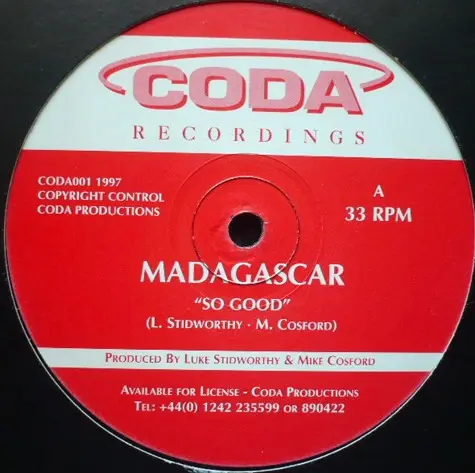 CODA
RECORDINGS
CODA001 1997
COPYRIGHT CONTROL
CODA PRODUCTIONS
A
33 RPM
MADAGASCAR
"SO GOOD"
(L. STIDWORTHY · M. COSFORD)
PRODUCED BY LUKE STIDWORTHY & MIKE COSFORD
AVAILABLE FOR LICENSE - CODA PRODUCTIONS
TEL: +44(0) 1242 235599 OR 890422